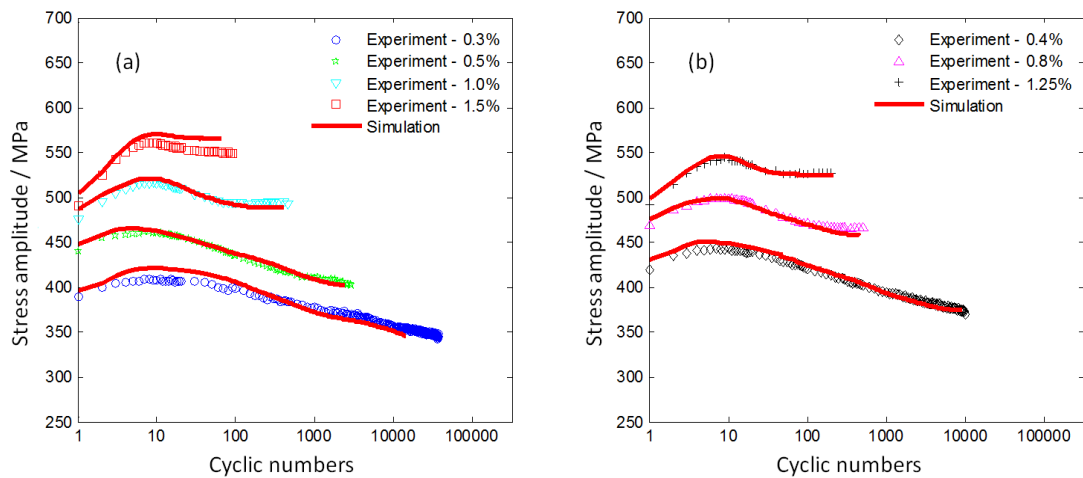 700
650
600
550
500
450
400
350
300
250
Stress amplitude / MPa
(a)
Experiment - 0.3%
Experiment - 0.5%
Experiment - 1.0%
Experiment - 1.5%
Simulation
1
10
100
1000
10000
100000
Cyclic numbers
700
650
600
550
500
450
400
350
300
250
Stress amplitude / MPa
(b)
Experiment - 0.4%
Experiment - 0.8%
Experiment - 1.25%
Simulation
1
10
100
1000
10000
100000
Cyclic numbers